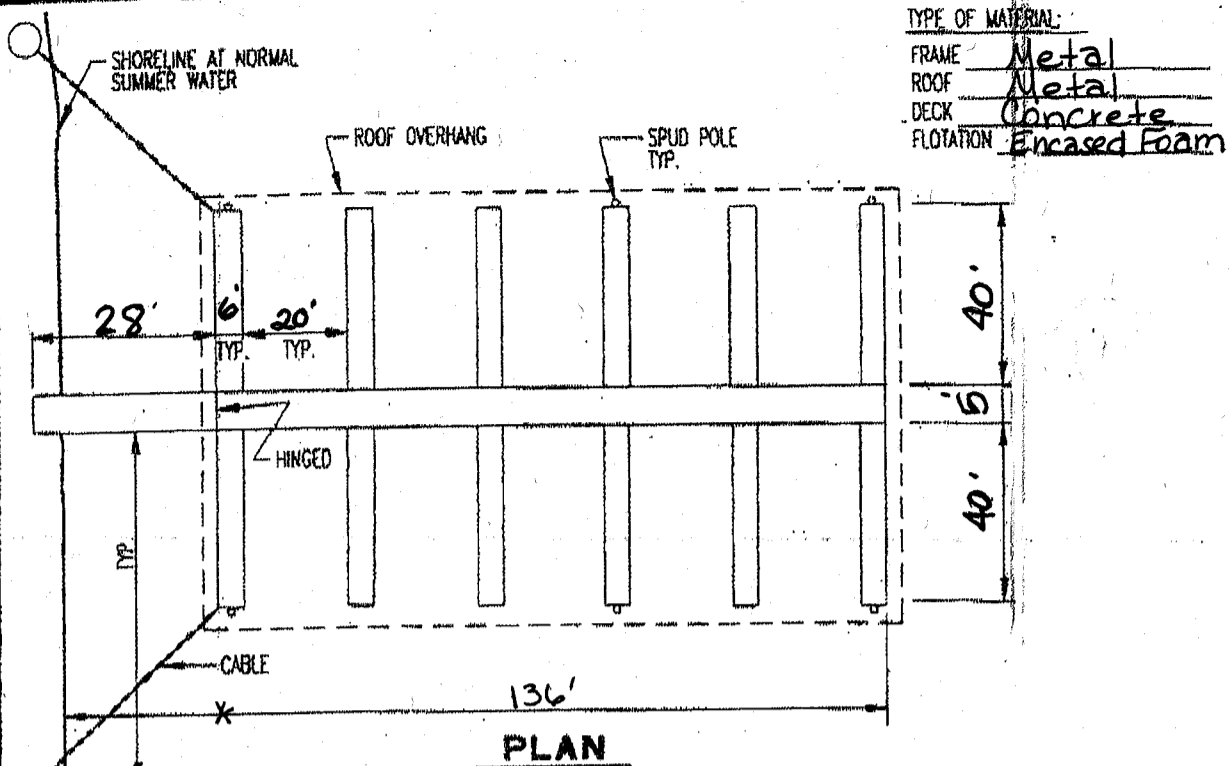 TYPE OF MATERIAL:
FRAME Metal
ROOF Metal
DECK Concrete
FLOTATION Encased Foam
SHORELINE AT NORMAL
SUMMER WATER
ROOF OVERHANG
SPUD POLE
TYP.
28'
6'
TYP.
20'
TYP.
40'
5'
40'
HINGED
TYP.
CABLE
136'
PLAN